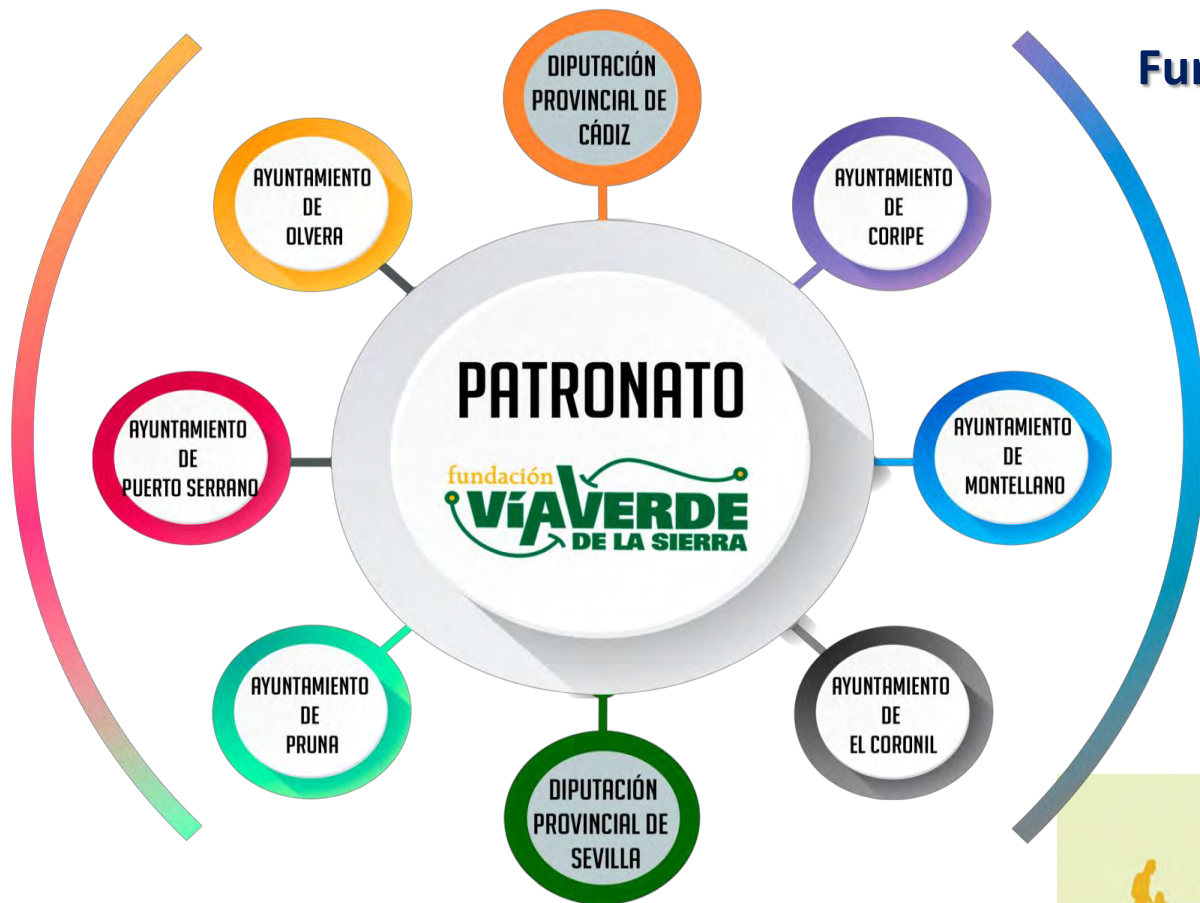 Fu
DIPUTACIÓN
PROVINCIAL DE
CÁDIZ
AYUNTAMIENTO
DE
OLVERA
AYUNTAMIENTO
DE
CORIPE
PATRONATO
fundación
VíAVERDE
DE LA SIERRA
AYUNTAMIENTO
DE
PUERTO SERRANO
AYUNTAMIENTO
DE
MONTELLANO
AYUNTAMIENTO
DE
PRUNA
AYUNTAMIENTO
DE
EL CORONIL
DIPUTACIÓN
PROVINCIAL DE
SEVILLA